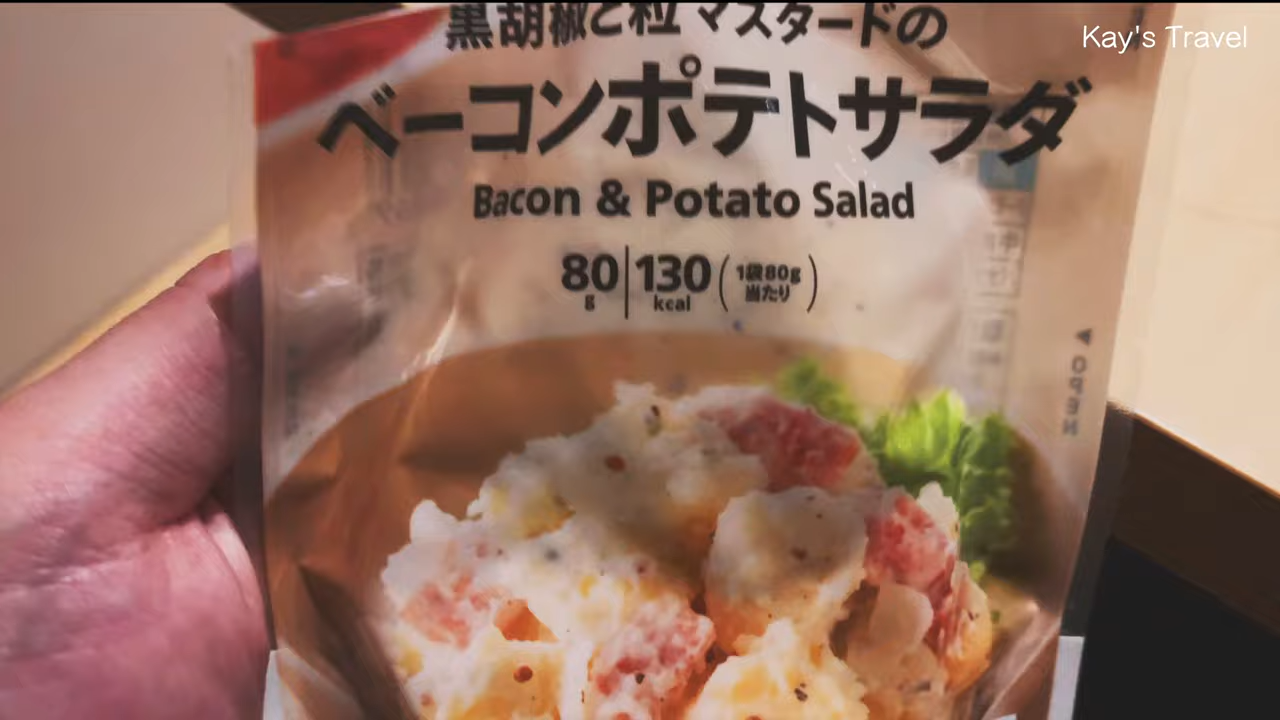 Kay's Travel
黒胡椒と粒マスタードの
ベーコンポテトサラダ
Bacon & Potato Salad
80g 130kcal (1袋80g当たり)
OPEN